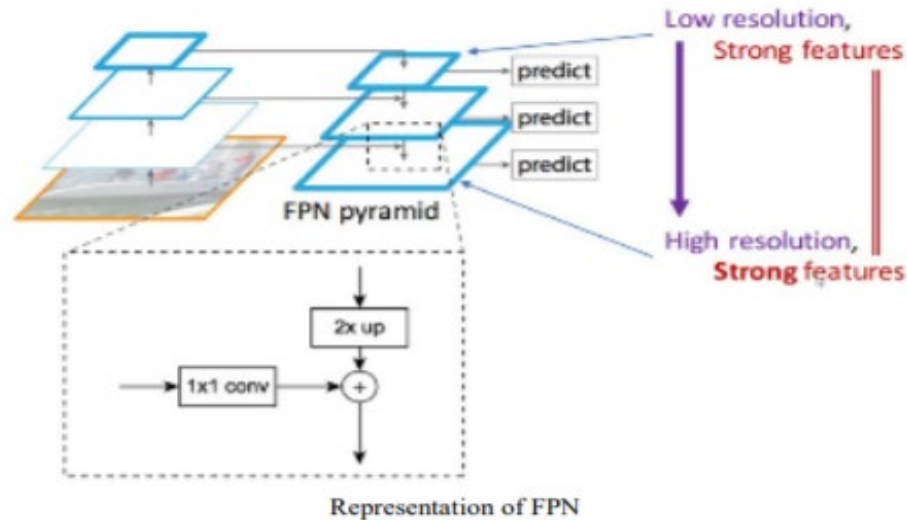 Low resolution,
Strong features
predict
predict
predict
FPN pyramid
High resolution,
Strong features
2x up
1x1 conv
+
Representation of FPN